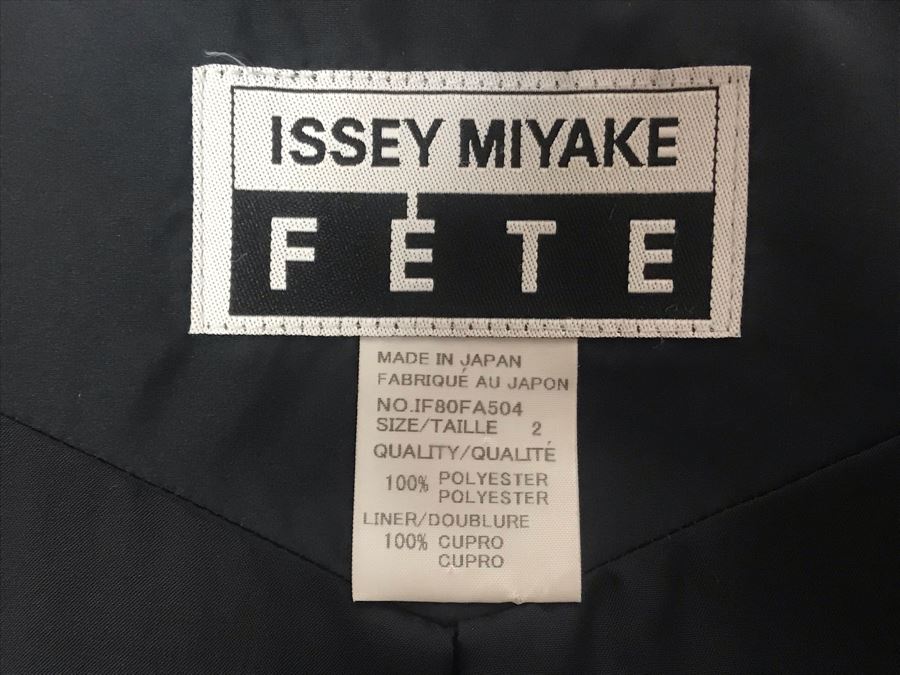 ISSEY MIYAKE
FÊTE
MADE IN JAPAN
FABRIQUÉ AU JAPON
NO.IF80FA504
SIZE/TAILLE 2
QUALITY/QUALITÉ
100% POLYESTER
POLYESTER
LINER/DOUBLURE
100% CUPRO
CUPRO